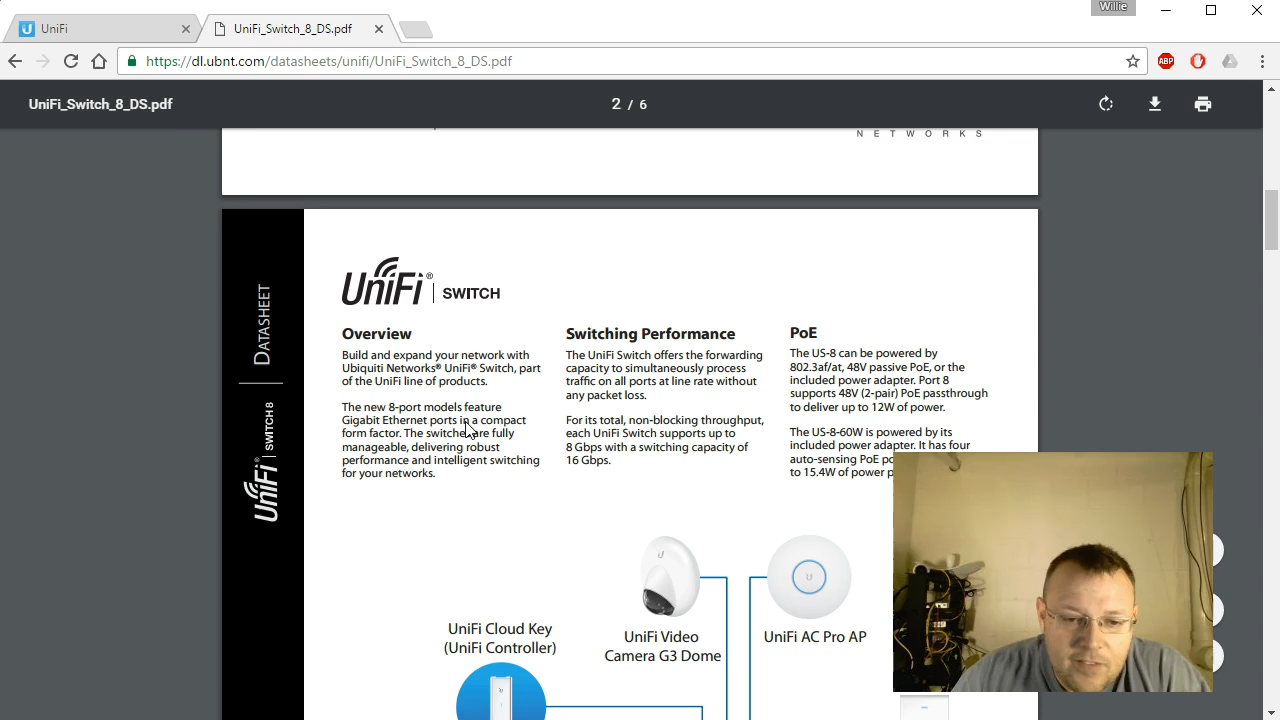 Willie
UniFi
UniFi_Switch_8_DS.pdf
https://dl.ubnt.com/datasheets/unifi/UniFi_Switch_8_DS.pdf
ABP
UniFi_Switch_8_DS.pdf
2 / 6
NETWORKS
DATASHEET
UniFi | SWITCH 8
UniFi® | SWITCH
Overview
Build and expand your network with
Ubiquiti Networks® UniFi® Switch, part
of the UniFi line of products.
The new 8-port models feature
Gigabit Ethernet ports in a compact
form factor. The switches are fully
manageable, delivering robust
performance and intelligent switching
for your networks.
Switching Performance
The UniFi Switch offers the forwarding
capacity to simultaneously process
traffic on all ports at line rate without
any packet loss.
For its total, non-blocking throughput,
each UniFi Switch supports up to
8 Gbps with a switching capacity of
16 Gbps.
PoE
The US-8 can be powered by
802.3af/at, 48V passive PoE, or the
included power adapter. Port 8
supports 48V (2-pair) PoE passthrough
to deliver up to 12W of power.
The US-8-60W is powered by its
included power adapter. It has four
auto-sensing PoE
to 15.4W of power
UniFi Cloud Key
(UniFi Controller)
UniFi Video
Camera G3 Dome
UniFi AC Pro AP